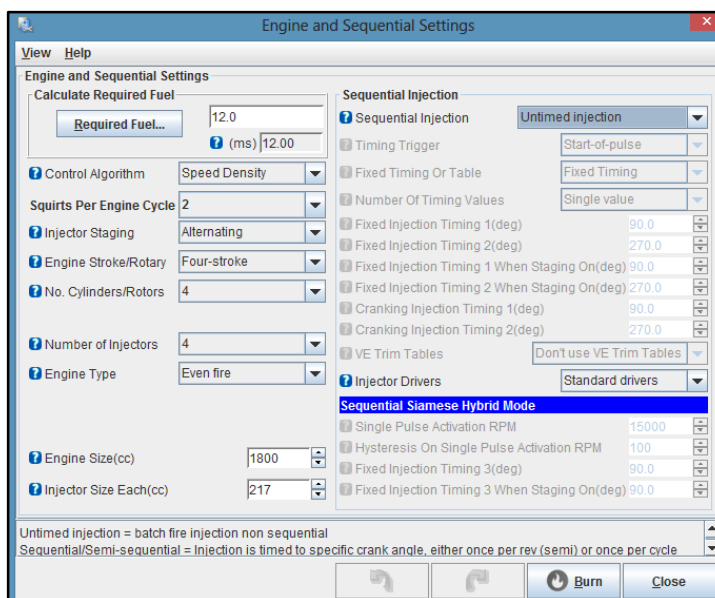 Engine and Sequential Settings
View Help
Engine and Sequential Settings
Calculate Required Fuel
Required Fuel...
12.0
(ms) 12.00
Control Algorithm Speed Density
Squirts Per Engine Cycle 2
Injector Staging Alternating
Engine Stroke/Rotary Four-stroke
No. Cylinders/Rotors 4
Number of Injectors 4
Engine Type Even fire
Engine Size(cc) 1800
Injector Size Each(cc) 217
Sequential Injection
Sequential Injection Untimed injection
Timing Trigger Start-of-pulse
Fixed Timing Or Table Fixed Timing
Number Of Timing Values Single value
Fixed Injection Timing 1(deg) 90.0
Fixed Injection Timing 2(deg) 270.0
Fixed Injection Timing 1 When Staging On(deg) 90.0
Fixed Injection Timing 2 When Staging On(deg) 270.0
Cranking Injection Timing 1(deg) 90.0
Cranking Injection Timing 2(deg) 270.0
VE Trim Tables Don't use VE Trim Tables
Injector Drivers Standard drivers
Sequential Siamese Hybrid Mode
Single Pulse Activation RPM 15000
Hysteresis On Single Pulse Activation RPM 100
Fixed Injection Timing 3(deg) 90.0
Fixed Injection Timing 3 When Staging On(deg) 90.0
Untimed injection = batch fire injection non sequential
Sequential/Semi-sequential = Injection is timed to specific crank angle, either once per rev (semi) or once per cycle
Burn Close